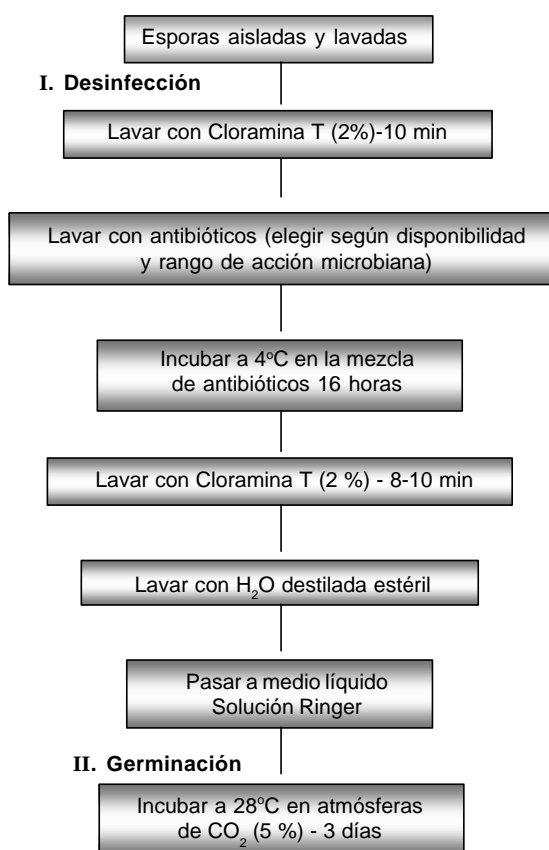 Esporas aisladas y lavadas
I. Desinfección
Lavar con Cloramina T (2%)-10 min
Lavar con antibióticos (elegir según disponibilidad
y rango de acción microbiana)
Incubar a 4°C en la mezcla
de antibióticos 16 horas
Lavar con Cloramina T (2 %) - 8-10 min
Lavar con H₂O destilada estéril
Pasar a medio líquido
Solución Ringer
II. Germinación
Incubar a 28°C en atmósferas
de CO₂ (5 %) - 3 días